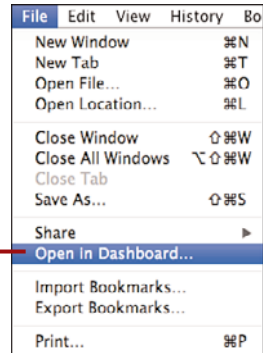 File Edit View History Bo
New Window ⌘N
New Tab ⌘T
Open File... ⌘O
Open Location... ⌘L
Close Window ⇧⌘W
Close All Windows ⌥⇧⌘W
Close Tab
Save As... ⇧⌘S
Share ▶
Open in Dashboard...
Import Bookmarks...
Export Bookmarks...
Print... ⌘P